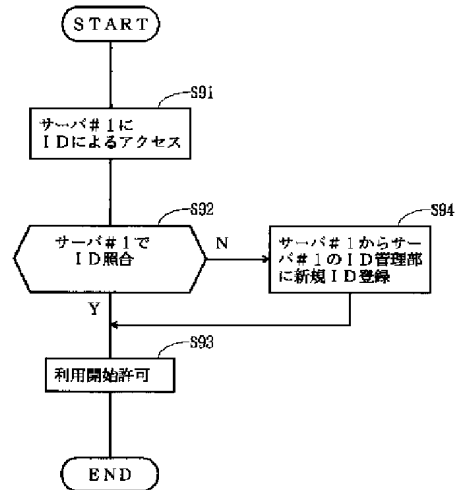 START
S91
サーバ#1に
IDによるアクセス
S92
サーバ#1で
ID照合
N
S94
サーバ#1からサー
バ#1のID管理部
に新規ID登録
Y
S93
利用開始許可
END